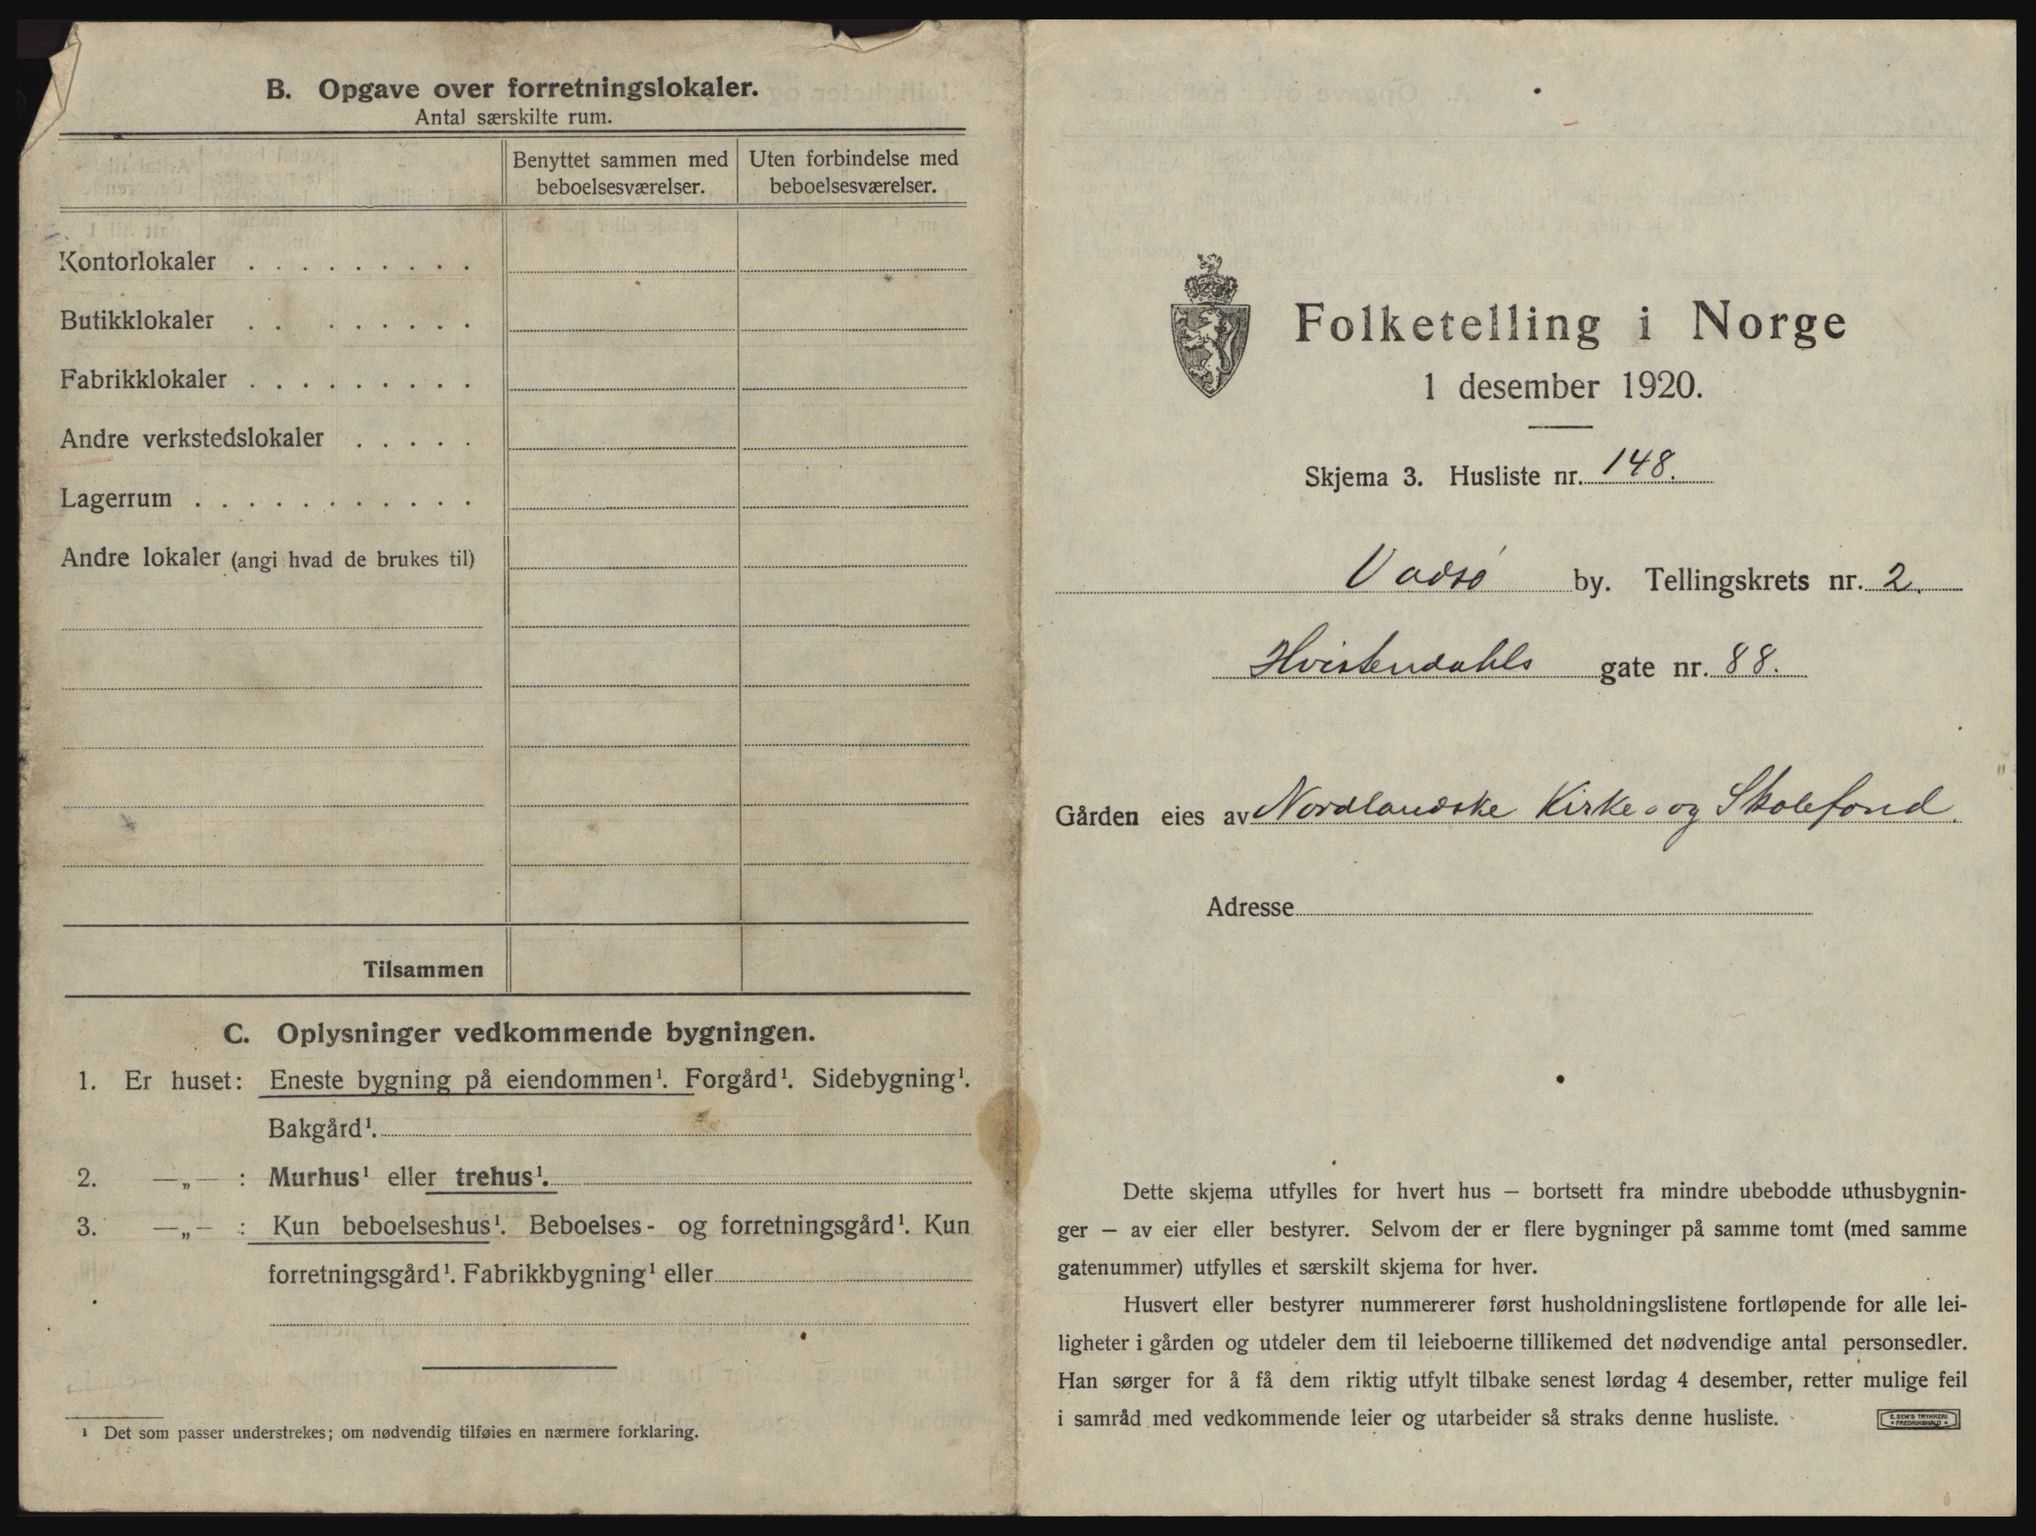 B. Opgave over forretningslokaler.
Antal særskilte rum.
Benyttet sammen med beboelsesværelser.
Uten forbindelse med beboelsesværelser.
Kontorlokaler . . . . . . . . .
Butikklokaler . . . . . . . .
Fabrikklokaler . . . . . . . . .
Andre verkstedslokaler . . . . .
Lagerrum . . . . . . . . . . .
Andre lokaler (angi hvad de brukes til)
Tilsammen
C. Oplysninger vedkommende bygningen.
1. Er huset: Eneste bygning på eiendommen¹. Forgård¹. Sidebygning¹.
Bakgård¹.
2. —„— : Murhus¹ eller trehus¹.
3. —„— : Kun beboelseshus¹. Beboelses- og forretningsgård¹. Kun
forretningsgård¹. Fabrikkbygning¹ eller
¹ Det som passer understrekes; om nødvendig tilføies en nærmere forklaring.
Folketelling i Norge
1 desember 1920.
Skjema 3. Husliste nr. 148.
Vadsø by. Tellingskrets nr. 2.
Hvistendahls gate nr. 88.
Gården eies av Nordlandske Kirke- og Skolefond.
Adresse
Dette skjema utfylles for hvert hus – bortsett fra mindre ubebodde uthusbygnin-
ger – av eier eller bestyrer. Selvom der er flere bygninger på samme tomt (med samme
gatenummer) utfylles et særskilt skjema for hver.
Husvert eller bestyrer nummererer først husholdningslistene fortløpende for alle lei-
ligheter i gården og utdeler dem til leieboerne tillikemed det nødvendige antal personsedler.
Han sørger for å få dem riktig utfylt tilbake senest lørdag 4 desember, retter mulige feil
i samråd med vedkommende leier og utarbeider så straks denne husliste.
E. SEM'S TRYKKERI
• FREDRIKSHALD •